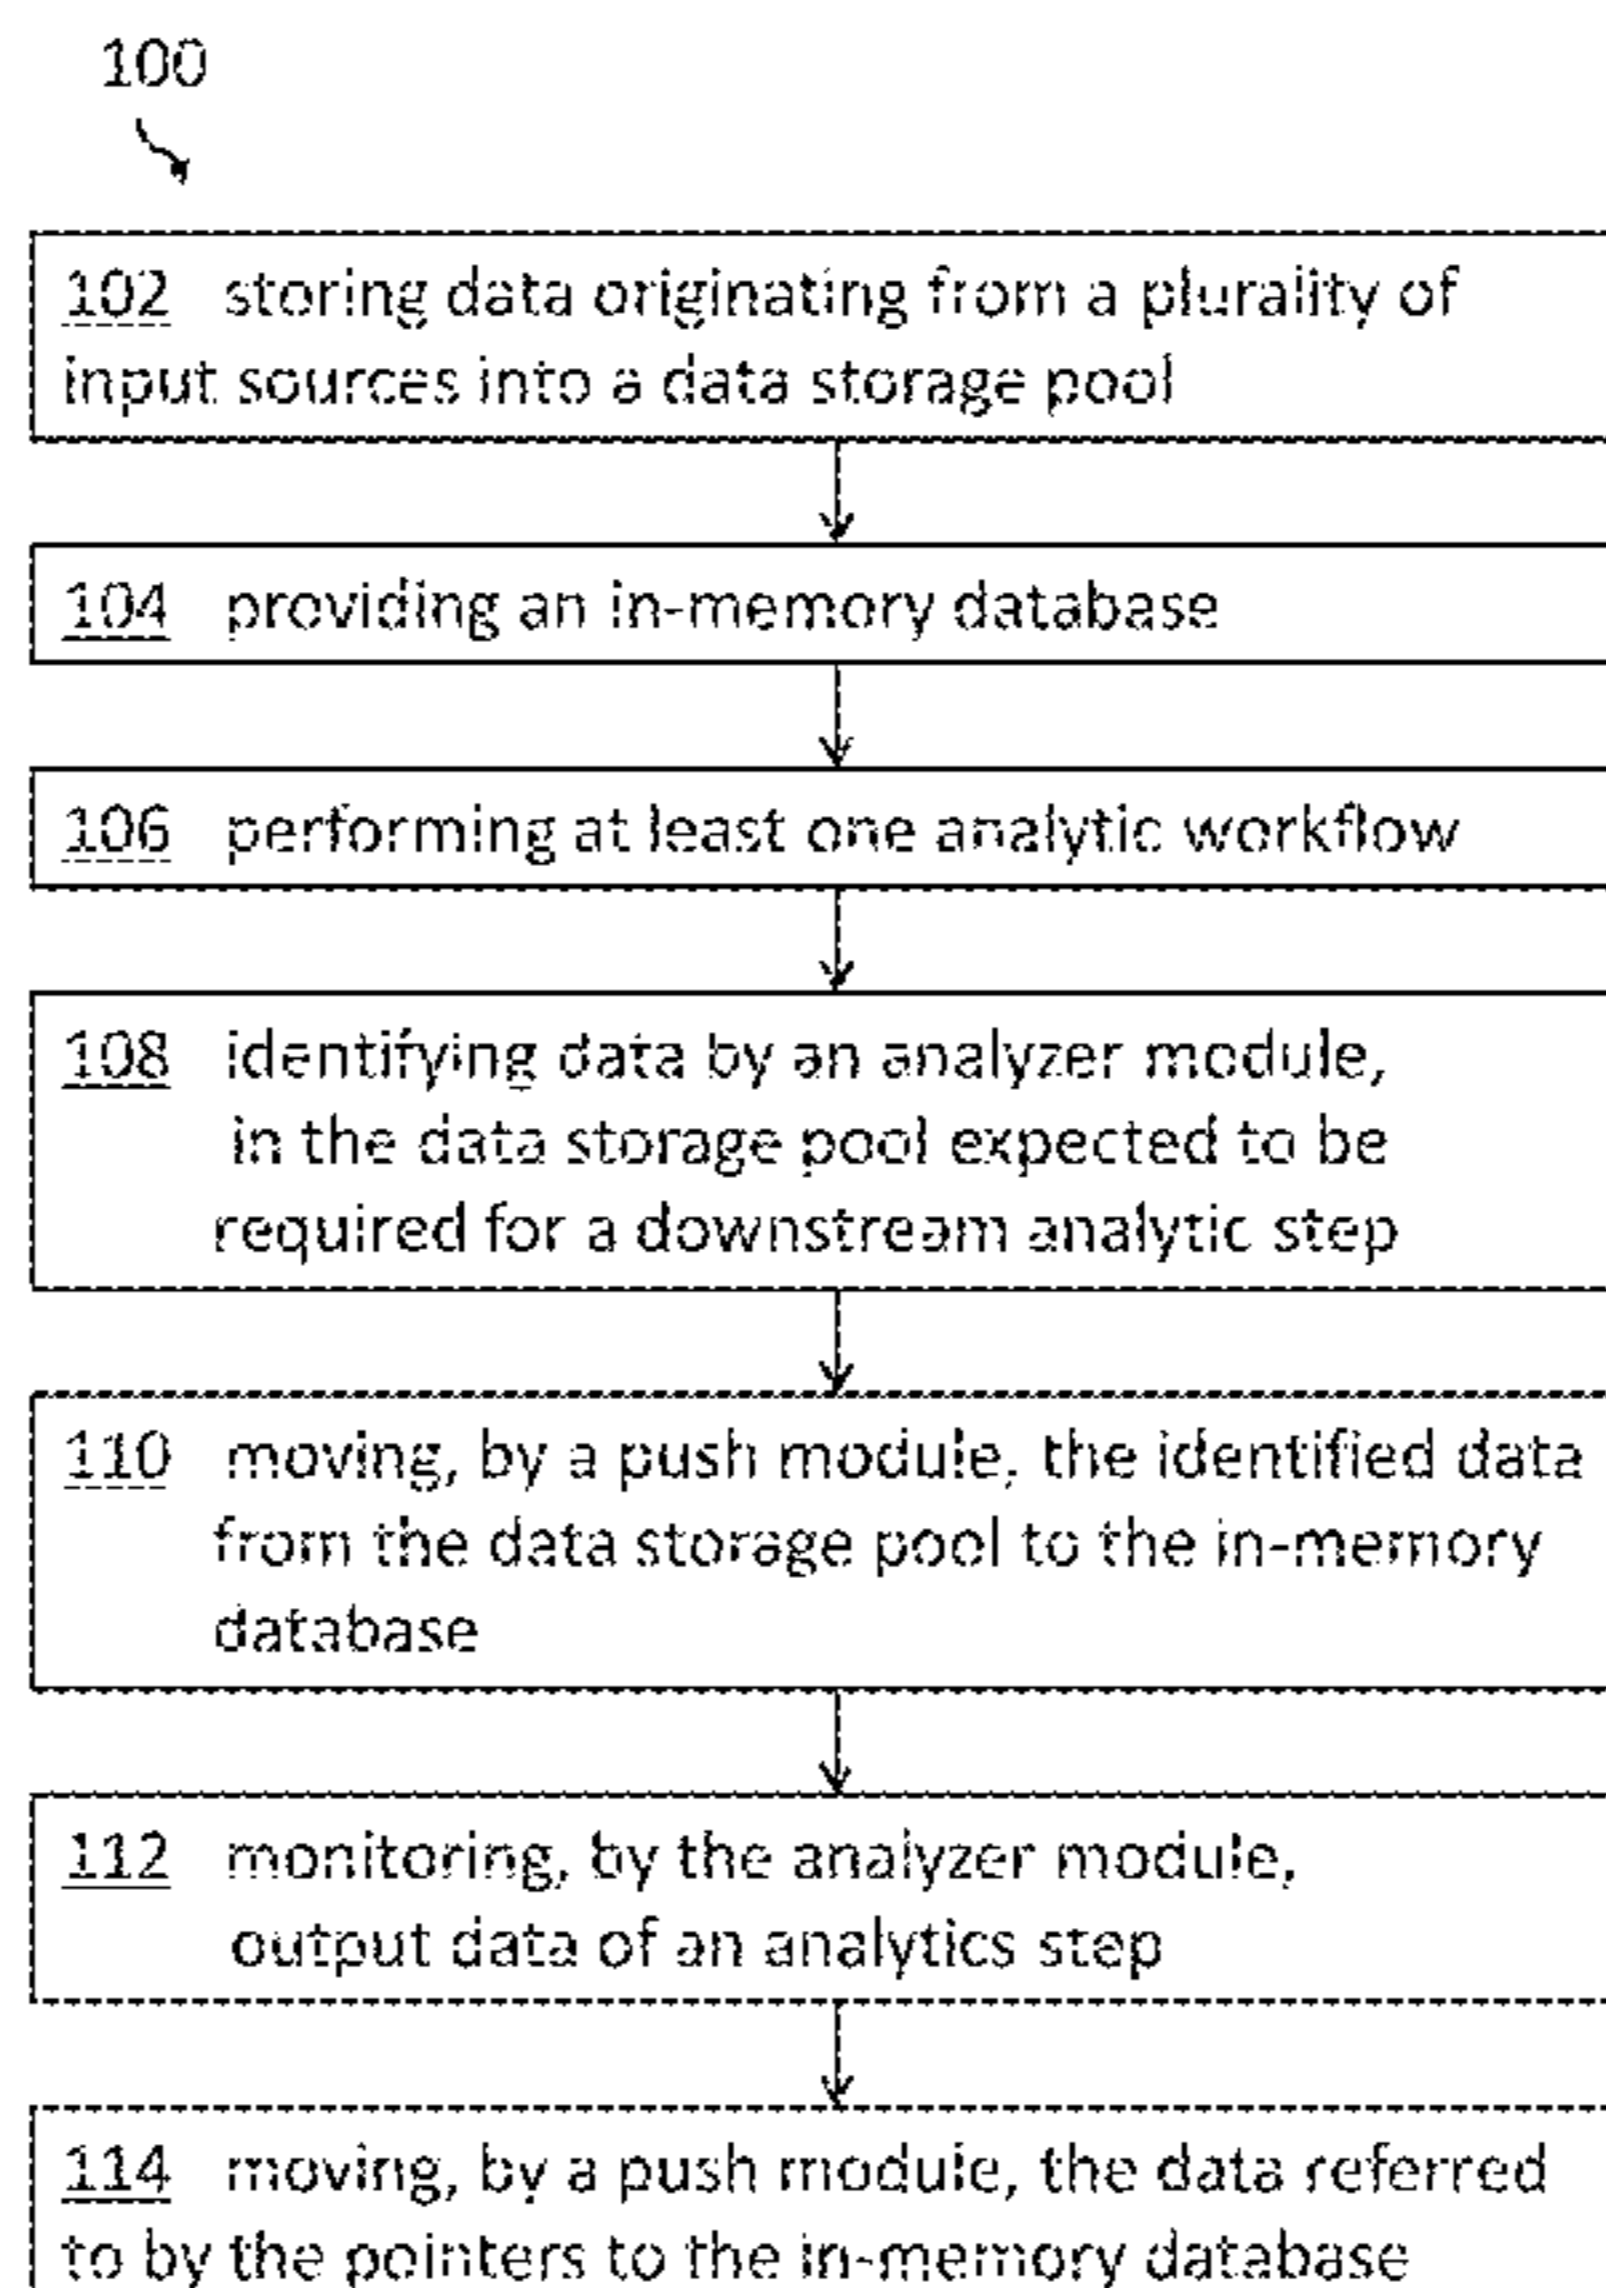 100
102 storing data originating from a plurality of
input sources into a data storage pool
104 providing an in-memory database
106 performing at least one analytic workflow
108 identifying data by an analyzer module,
in the data storage pool expected to be
required for a downstream analytic step
110 moving, by a push module, the identified data
from the data storage pool to the in-memory
database
112 monitoring, by the analyzer module,
output data of an analytics step
114 moving, by a push module, the data referred
to by the pointers to the in-memory database